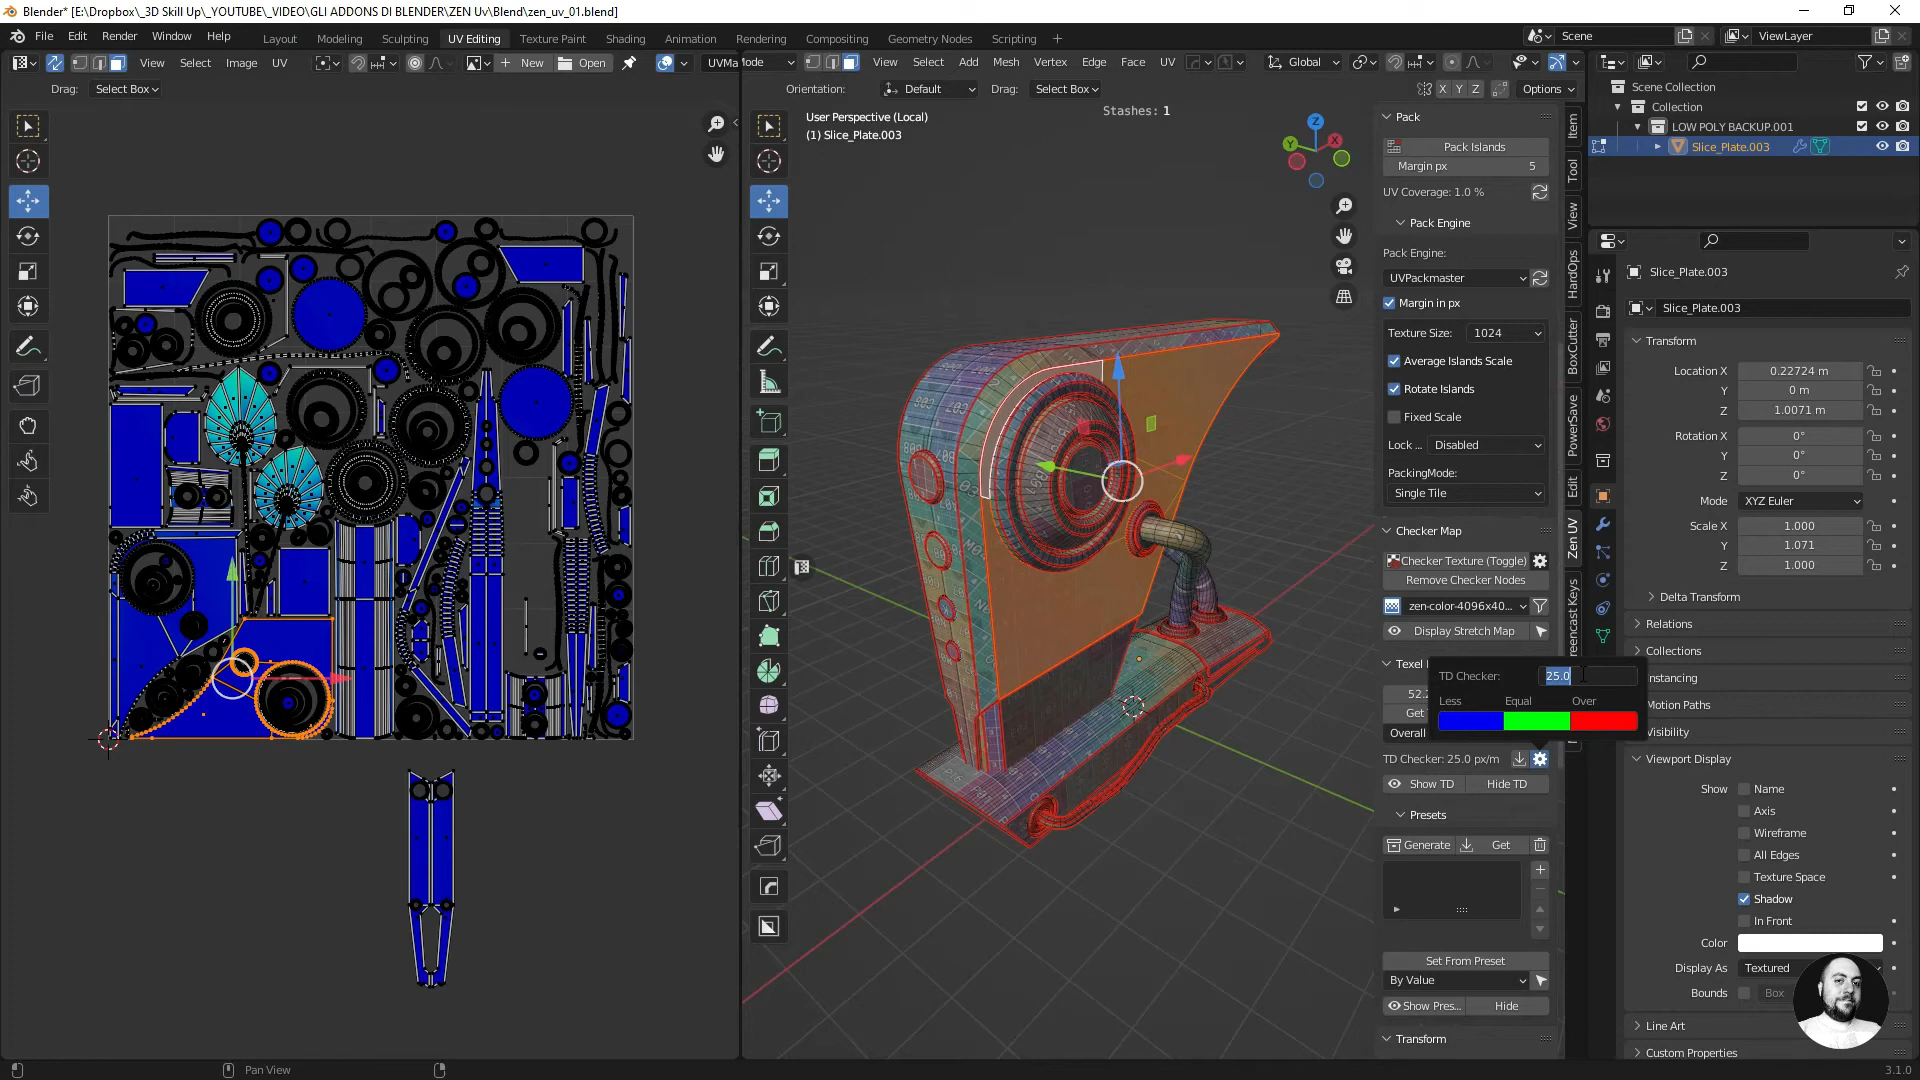 Blender* [E:\Dropbox\_3D Skill Up\_YOUTUBE\_VIDEO\GLI ADDONS DI BLENDER\ZEN Uv\Blend\zen_uv_01.blend]
File Edit Render Window Help
Layout Modeling Sculpting UV Editing Texture Paint Shading Animation Rendering Compositing Geometry Nodes Scripting
Scene
ViewLayer
View Select Image UV
New Open
UVMa
Mode View Select Add Mesh Vertex Edge Face UV
Global
Drag: Select Box
Orientation: Default Drag: Select Box
X Y Z
Options
User Perspective (Local)
(1) Slice_Plate.003
Stashes: 1
Z
Y
X
Pack
Pack Islands
Margin px 5
UV Coverage: 1.0 %
Pack Engine
Pack Engine:
UVPackmaster
Margin in px
Texture Size: 1024
Average Islands Scale
Rotate Islands
Fixed Scale
Lock ... Disabled
PackingMode:
Single Tile
Checker Map
Checker Texture (Toggle)
Remove Checker Nodes
zen-color-4096x40...
Display Stretch Map
Texel
52.
Get
Overall
TD Checker: 25.0
Less Equal Over
TD Checker: 25.0 px/m
Show TD Hide TD
Presets
Generate Get
Set From Preset
By Value
Show Pres... Hide
Transform
Item
Tool
View
HardOps
BoxCutter
PowerSave
Edit
Zen UV
reencast Keys
Scene Collection
Collection
LOW POLY BACKUP.001
Slice_Plate.003
Slice_Plate.003
Slice_Plate.003
Transform
Location X 0.22724 m
Y 0 m
Z 1.0071 m
Rotation X 0°
Y 0°
Z 0°
Mode XYZ Euler
Scale X 1.000
Y 1.071
Z 1.000
Delta Transform
Relations
Collections
nstancing
Motion Paths
Visibility
Viewport Display
Show Name
Axis
Wireframe
All Edges
Texture Space
Shadow
In Front
Color
Display As Textured
Bounds Box
Line Art
Custom Properties
Pan View
3.1.0